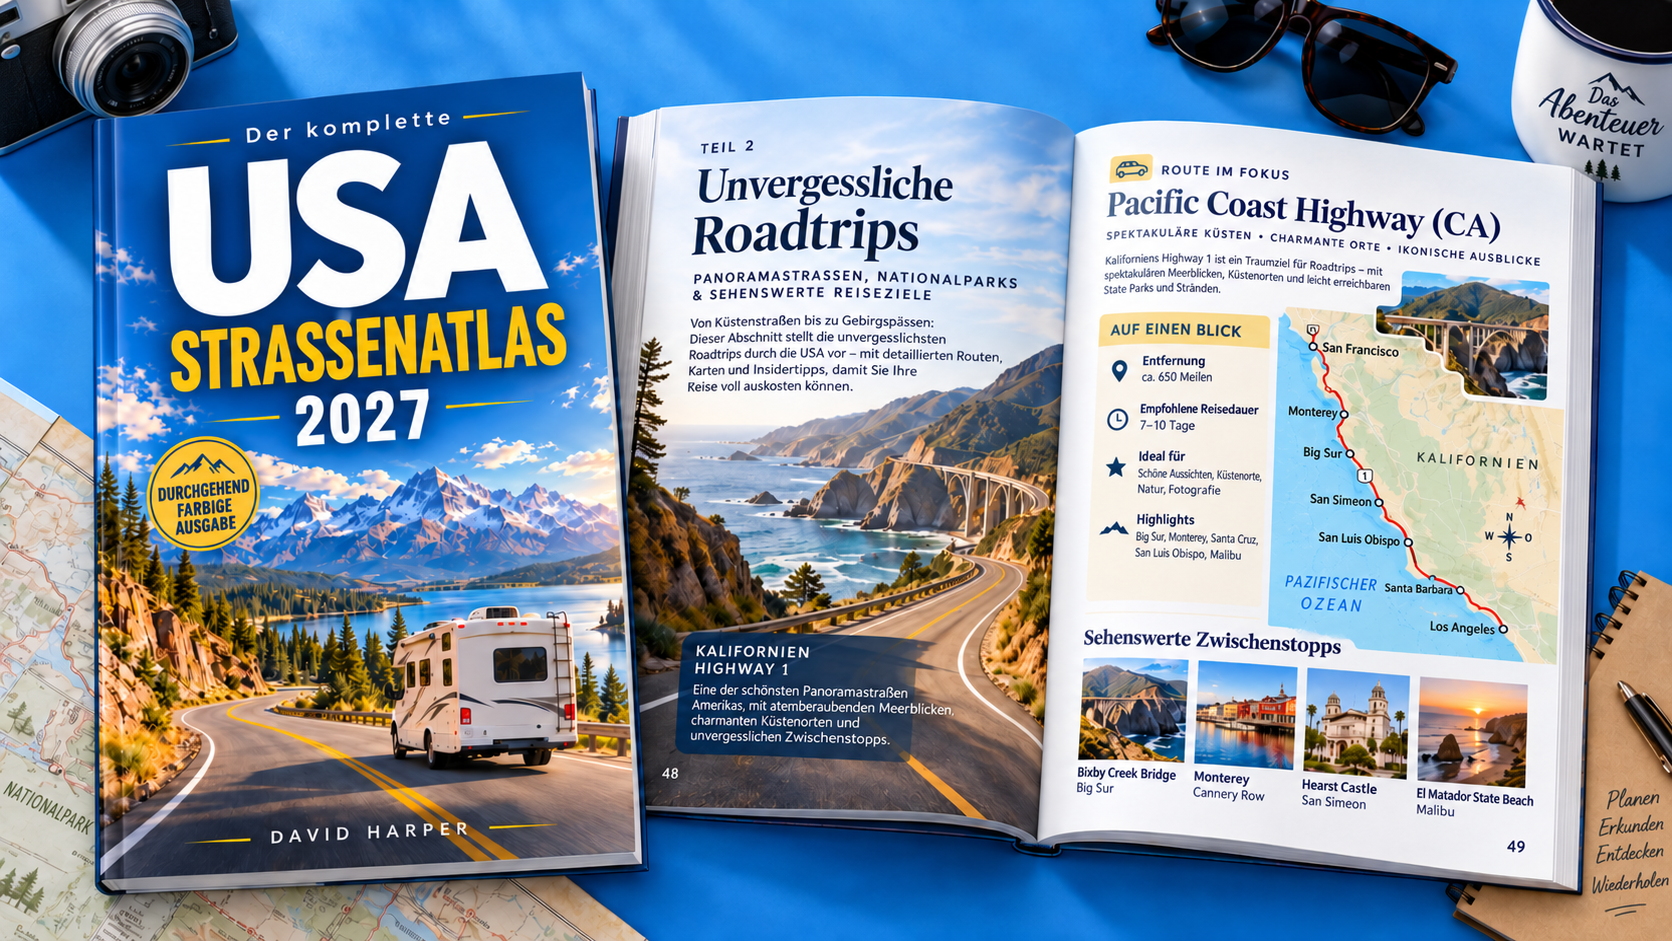 Der komplette
USA
STRASSENATLAS
2027
DURCHGEHEND
FARBIGE
AUSGABE
DAVID HARPER
TEIL 2
Unvergessliche
Roadtrips
PANORAMASTRASSEN, NATIONALPARKS
& SEHENSWERTE REISEZIELE
Von Küstenstraßen bis zu Gebirgspässen:
Dieser Abschnitt stellt die unvergesslichsten
Roadtrips durch die USA vor – mit detaillierten Routen,
Karten und Insidertipps, damit Sie Ihre
Reise voll auskosten können.
KALIFORNIEN
HIGHWAY 1
Eine der schönsten Panoramastraßen
Amerikas, mit atemberaubenden Meerblicken,
charmanten Küstenorten und
unvergesslichen Zwischenstopps.
48
ROUTE IM FOKUS
Pacific Coast Highway (CA)
SPEKTAKULÄRE KÜSTEN • CHARMANTE ORTE • IKONISCHE AUSBLICKE
Kaliforniens Highway 1 ist ein Traumziel für Roadtrips – mit
spektakulären Meerblicken, Küstenorten und leicht erreichbaren
State Parks und Stränden.
AUF EINEN BLICK
Entfernung
ca. 650 Meilen
Empfohlene Reisedauer
7–10 Tage
Ideal für
Schöne Aussichten, Küstenorte,
Natur, Fotografie
Highlights
Big Sur, Monterey, Santa Cruz,
San Luis Obispo, Malibu
San Francisco
Monterey
Big Sur
1
San Simeon
San Luis Obispo
Santa Barbara
Los Angeles
KALIFORNIEN
N
W
O
S
PAZIFISCHER
OZEAN
Sehenswerte Zwischenstopps
Bixby Creek Bridge
Big Sur
Monterey
Cannery Row
Hearst Castle
San Simeon
El Matador State Beach
Malibu
49
Das
Abenteuer
WARTET
NATIONALPARK
Planen
Erkunden
Entdecken
Wiederholen